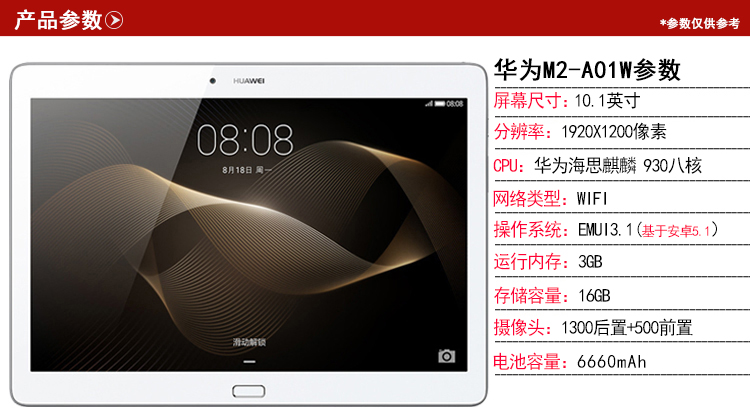 产品参数
*参数仅供参考
HUAWEI
08:08
08:08
8月18日 周一
滑动解锁
华为M2-A01W参数
屏幕尺寸：10.1英寸
分辨率：1920X1200像素
CPU：华为海思麒麟 930八核
网络类型：WIFI
操作系统：EMUI3.1(基于安卓5.1)
运行内存：3GB
存储容量：16GB
摄像头：1300后置+500前置
电池容量：6660mAh